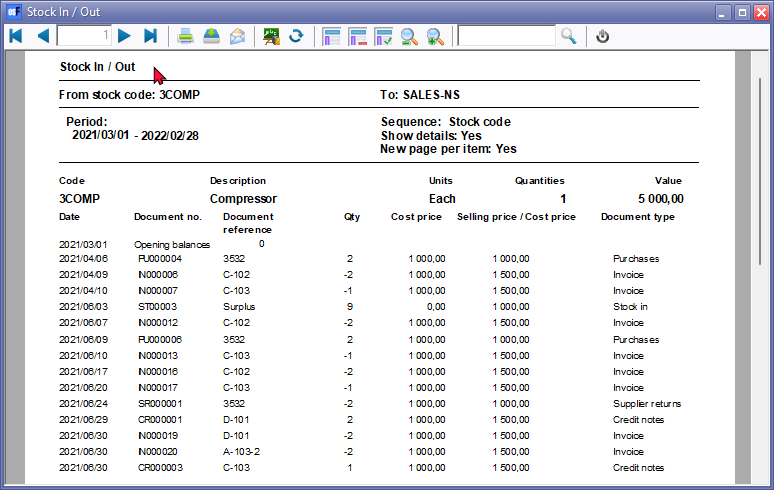 Stock In / Out
1
Stock In / Out
From stock code: 3COMP To: SALES-NS
Period: Sequence: Stock code
2021/03/01 - 2022/02/28 Show details: Yes
New page per item: Yes
Code Description Units Quantities Value
3COMP Compressor Each 1 5 000,00
Date Document no. Document reference Qty Cost price Selling price / Cost price Document type
2021/03/01 Opening balances 0
2021/04/06 PU000004 3532 2 1 000,00 1 000,00 Purchases
2021/04/09 IN000006 C-102 -2 1 000,00 1 500,00 Invoice
2021/04/10 IN000007 C-103 -1 1 000,00 1 500,00 Invoice
2021/06/03 ST00003 Surplus 9 0,00 1 000,00 Stock in
2021/06/07 IN000012 C-102 -2 1 000,00 1 500,00 Invoice
2021/06/09 PU000006 3532 2 1 000,00 1 000,00 Purchases
2021/06/10 IN000013 C-103 -1 1 000,00 1 500,00 Invoice
2021/06/17 IN000016 C-102 -2 1 000,00 1 500,00 Invoice
2021/06/20 IN000017 C-103 -1 1 000,00 1 500,00 Invoice
2021/06/24 SR000001 3532 -2 1 000,00 1 000,00 Supplier returns
2021/06/29 CR000001 D-101 2 1 000,00 1 500,00 Credit notes
2021/06/30 IN000019 D-101 -2 1 000,00 1 500,00 Invoice
2021/06/30 IN000020 A-103-2 -2 1 000,00 1 500,00 Invoice
2021/06/30 CR000003 C-103 1 1 000,00 1 500,00 Credit notes